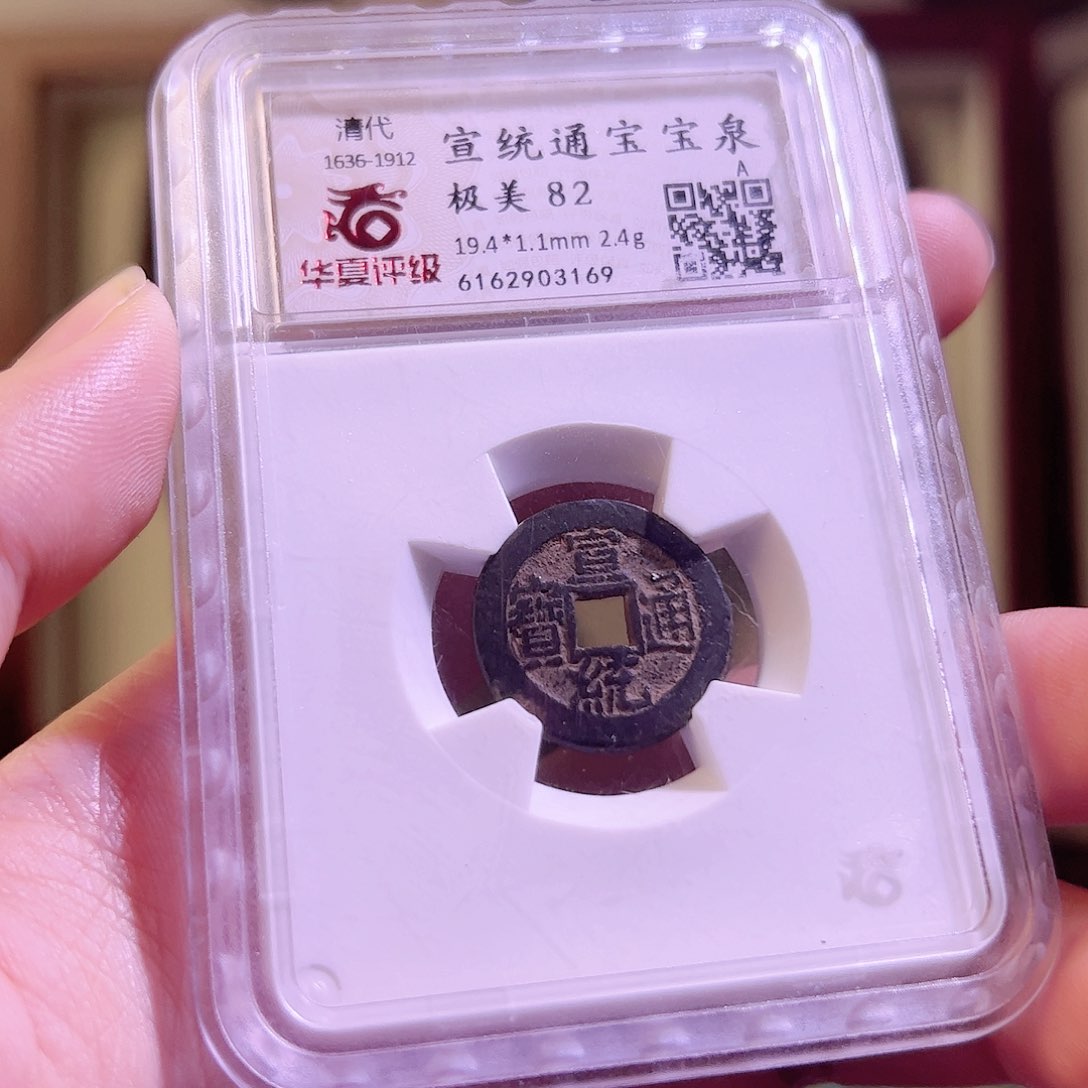 清代
1636-1912
华夏评级
宣统通宝宝泉
A
极美 82
19.4*1.1mm 2.4g
6162903169
宣
寶 通
統